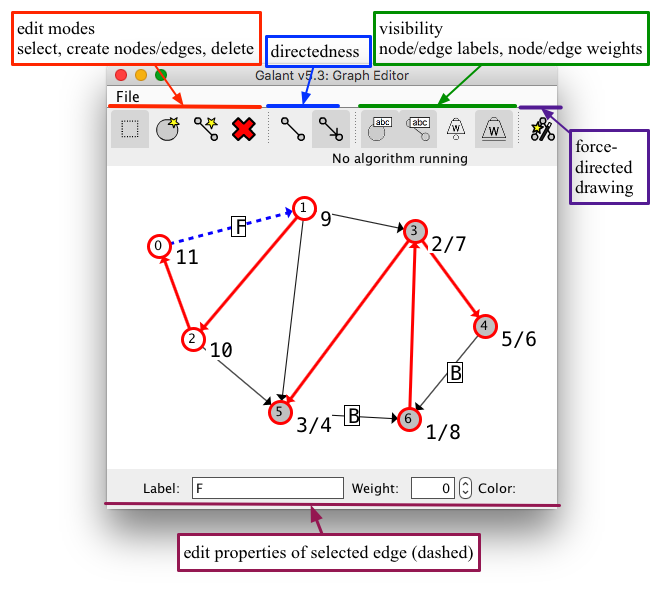 edit modes
select, create nodes/edges, delete
directedness
visibility
node/edge labels, node/edge weights
Galant v5.3: Graph Editor
File
abc
abc
W
W
No algorithm running
force-
directed
drawing
0
11
F
1
9
3
2/7
2
10
4
5/6
B
5
3/4
B
6
1/8
Label:
F
Weight:
0
Color:
edit properties of selected edge (dashed)